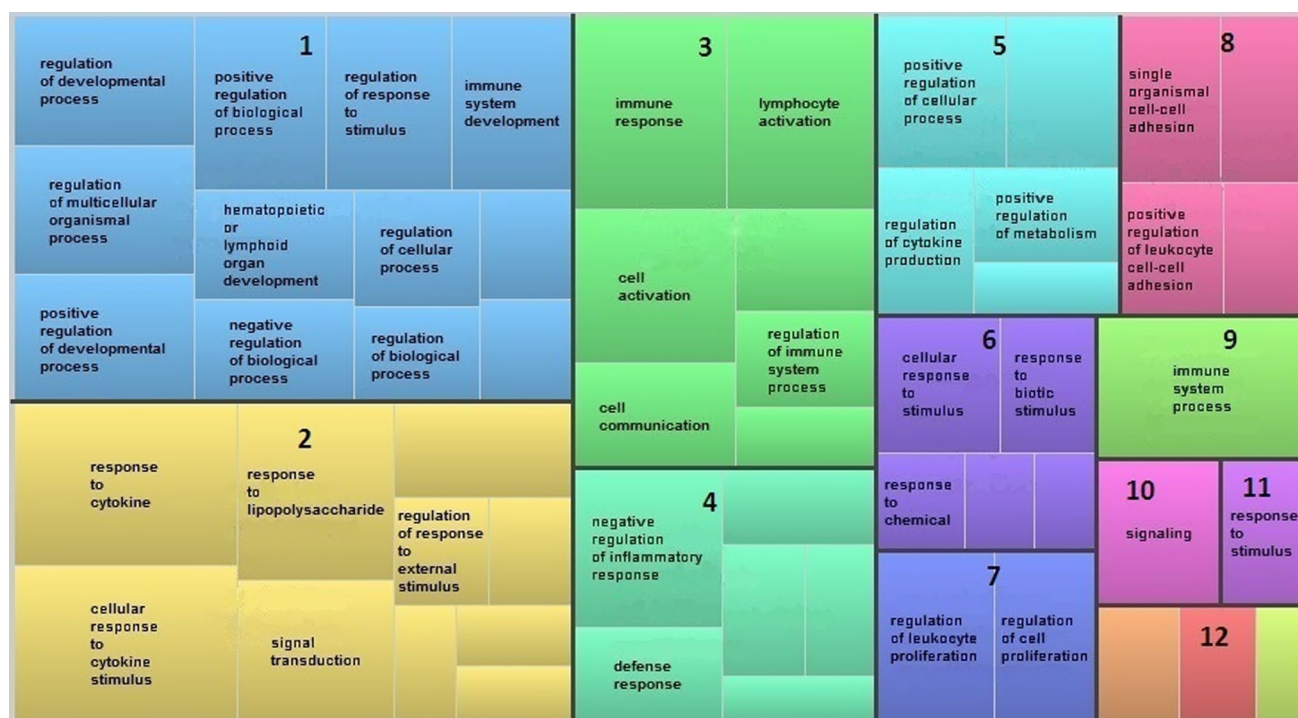 1
regulation
of developmental
process
positive
regulation
of biological
process
regulation
of response
to
stimulus
immune
system
development
regulation
of multicellular
organismal
process
hematopoietic
or
lymphoid
organ
development
regulation
of cellular
process
positive
regulation
of developmental
process
negative
regulation
of biological
process
regulation
of biological
process
2
response
to
cytokine
response
to
lipopolysaccharide
regulation
of response
to
external
stimulus
cellular
response
to
cytokine
stimulus
signal
transduction
3
immune
response
lymphocyte
activation
cell
activation
regulation
of immune
system
process
cell
communication
4
negative
regulation
of inflammatory
response
defense
response
5
positive
regulation
of cellular
process
regulation
of cytokine
production
positive
regulation
of metabolism
6
cellular
response
to
stimulus
response
to
biotic
stimulus
response
to
chemical
7
regulation
of leukocyte
proliferation
regulation
of cell
proliferation
8
single
organismal
cell-cell
adhesion
positive
regulation
of leukocyte
cell-cell
adhesion
9
immune
system
process
10
signaling
11
response
to
stimulus
12